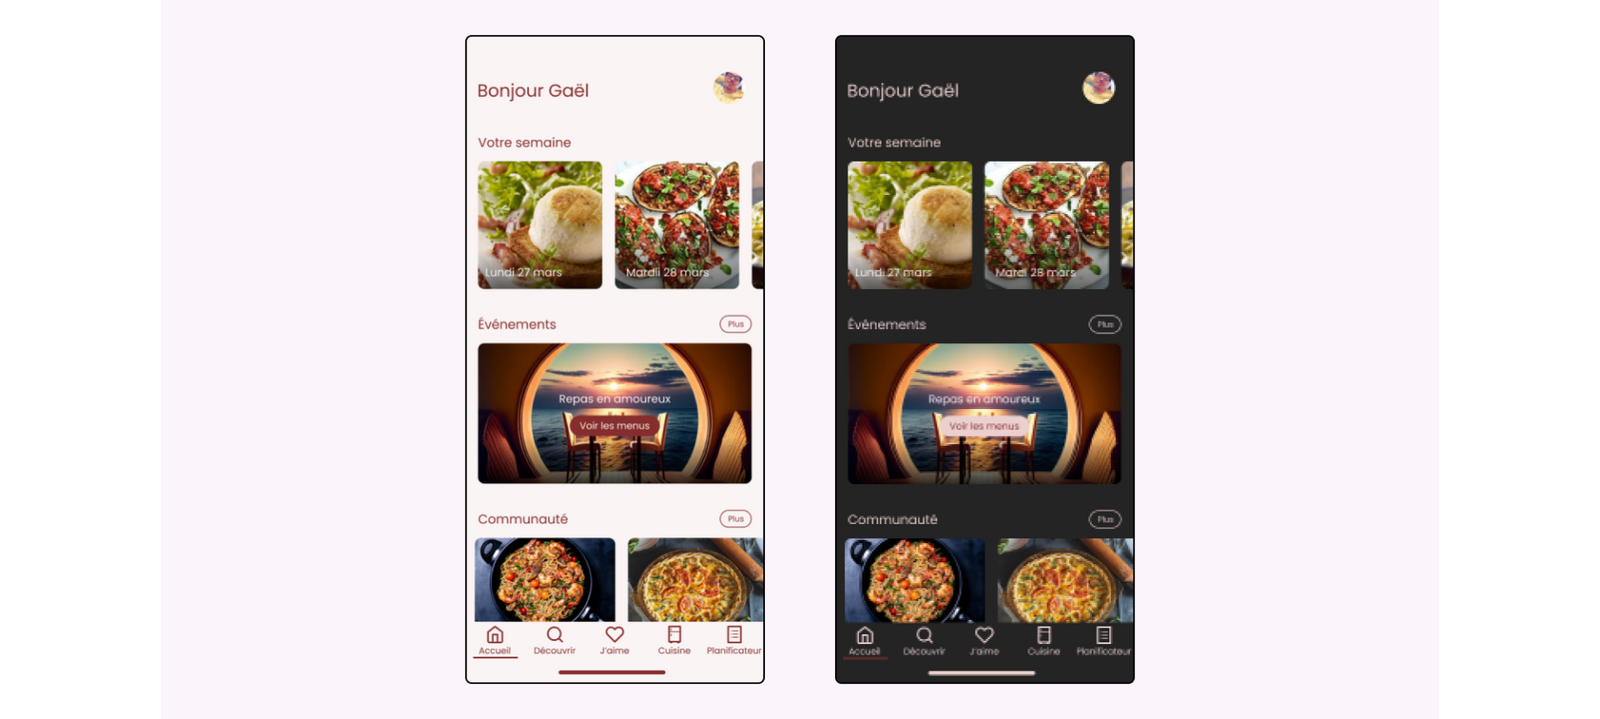 Bonjour Gaël
Votre semaine
Lundi 27 mars
Mardi 28 mars
Événements
Plus
Repas en amoureux
Voir les menus
Communauté
Plus
Accueil
Découvrir
J'aime
Cuisine
Planificateur
Bonjour Gaël
Votre semaine
Lundi 27 mars
Mardi 28 mars
Événements
Plus
Repas en amoureux
Voir les menus
Communauté
Plus
Accueil
Découvrir
J'aime
Cuisine
Planificateur